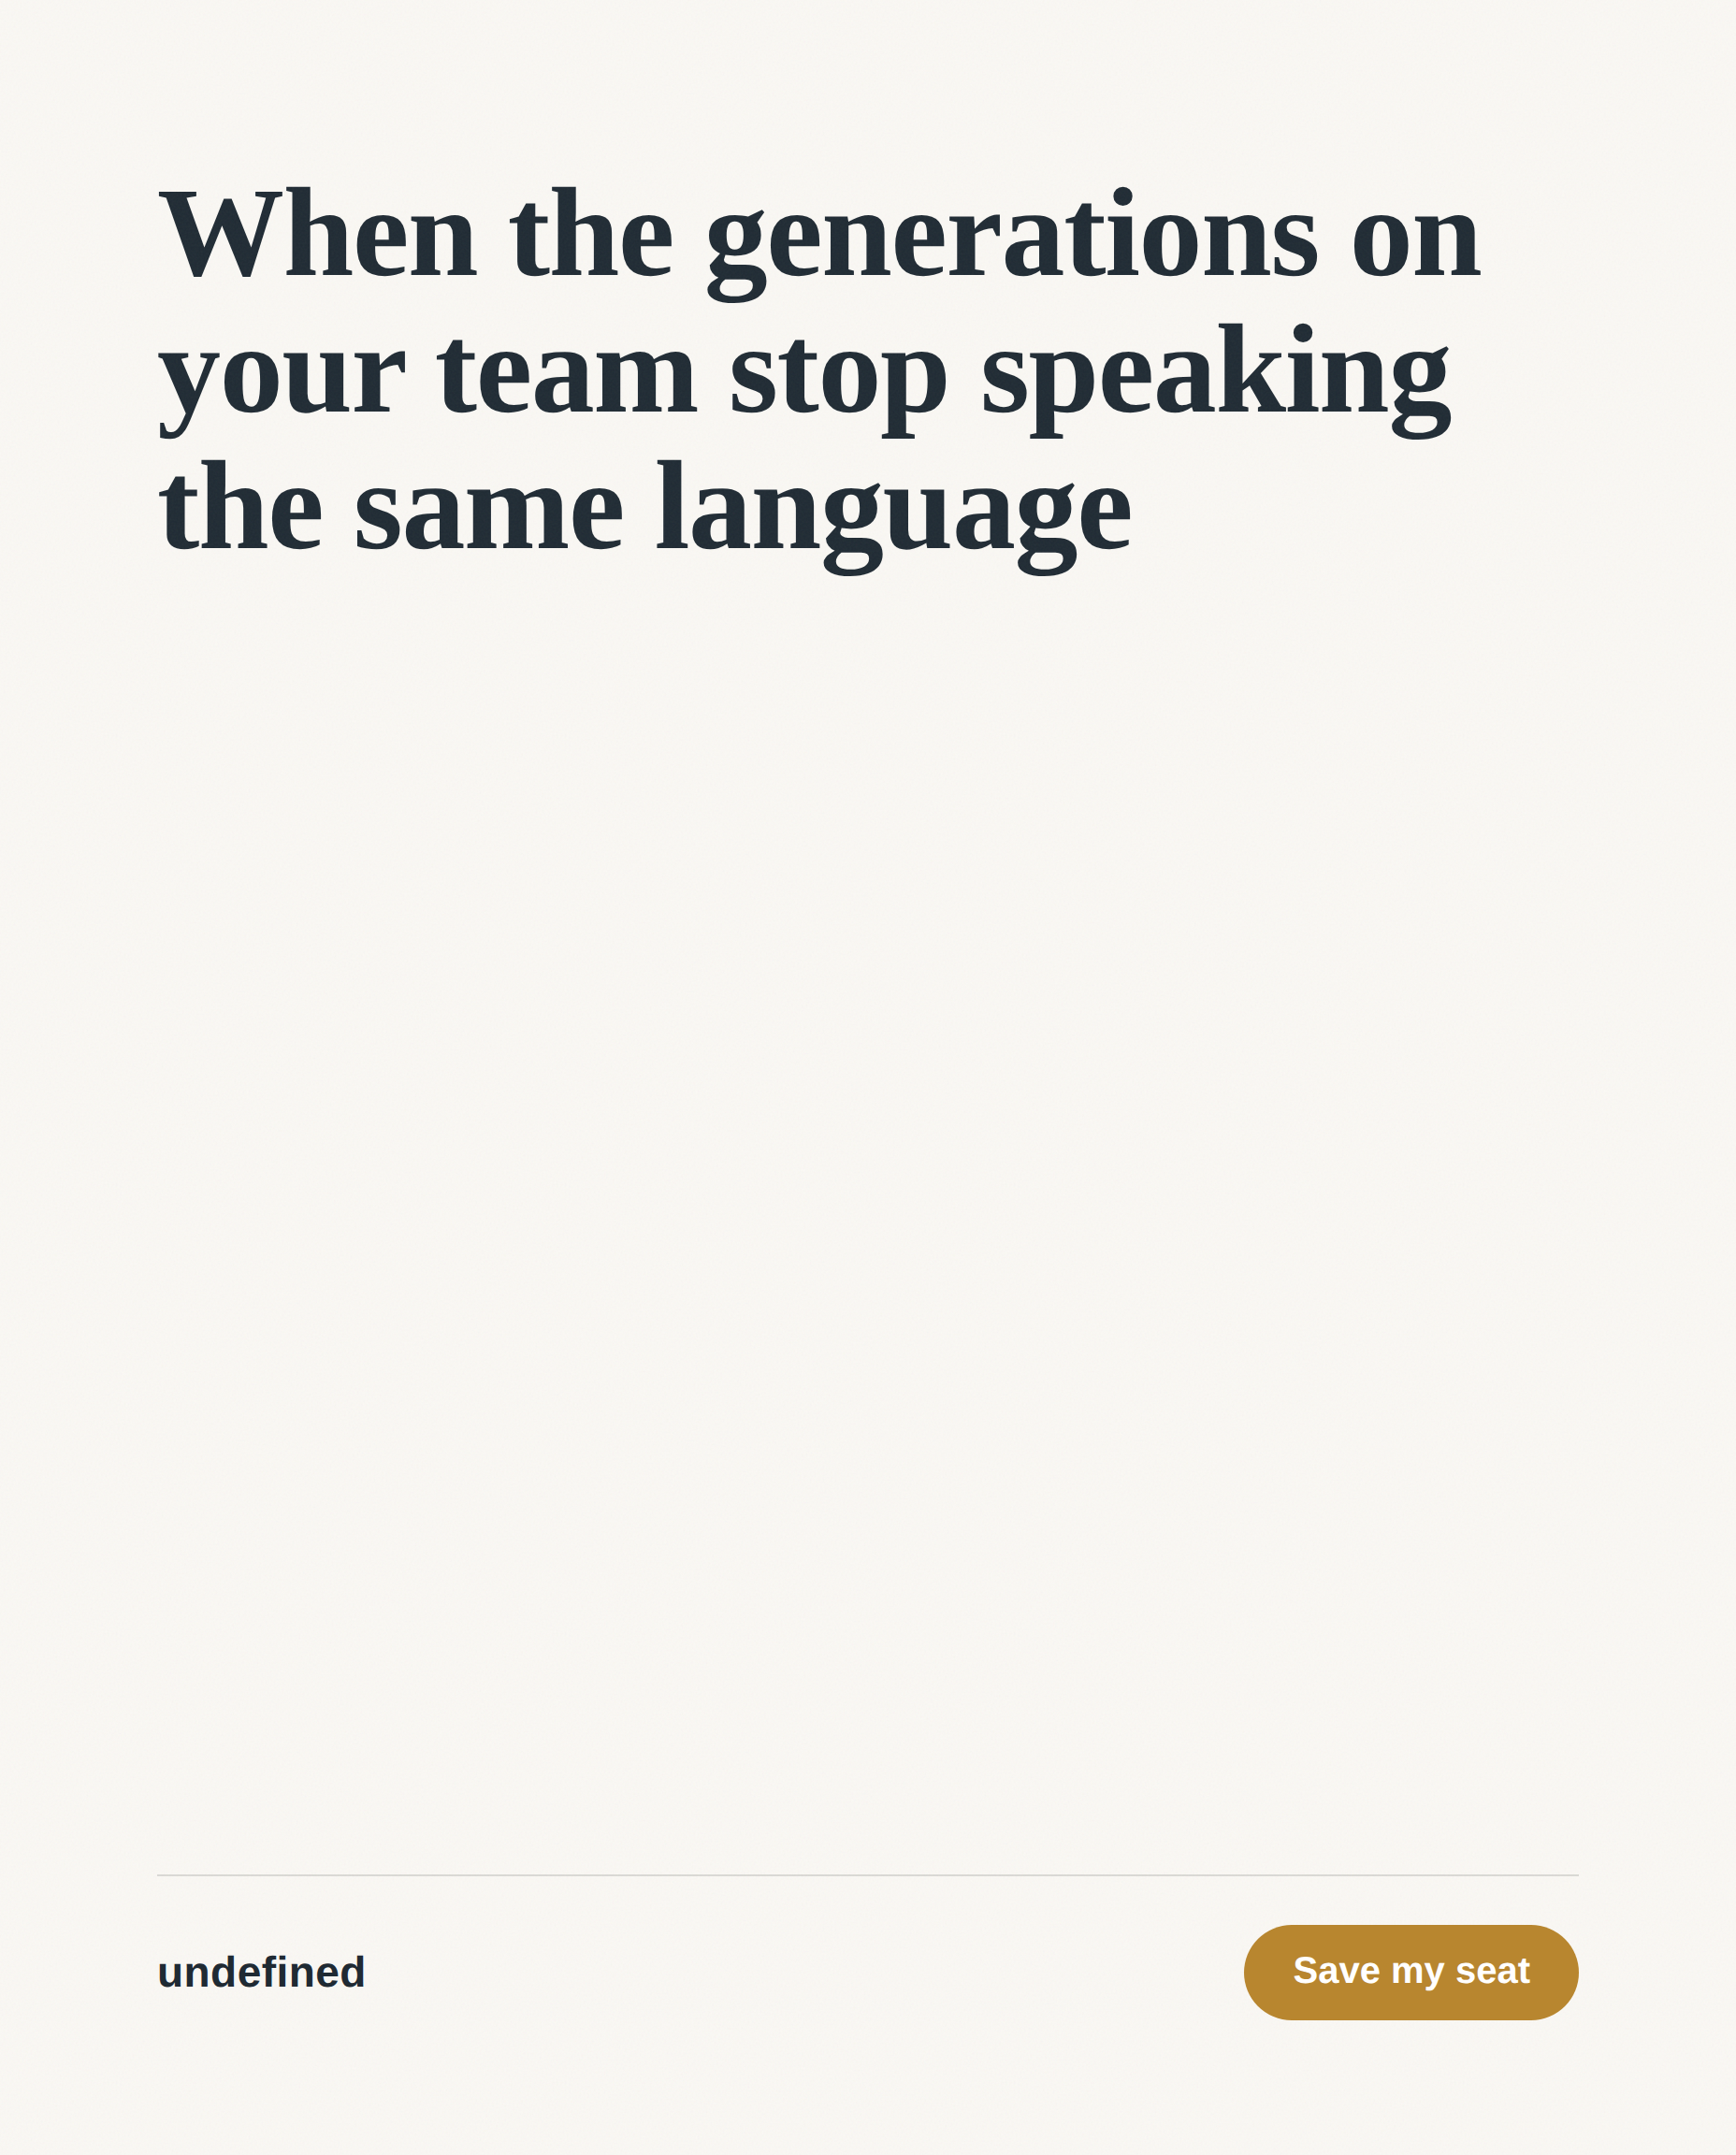 When the generations on
your team stop speaking
the same language
undefined
Save my seat